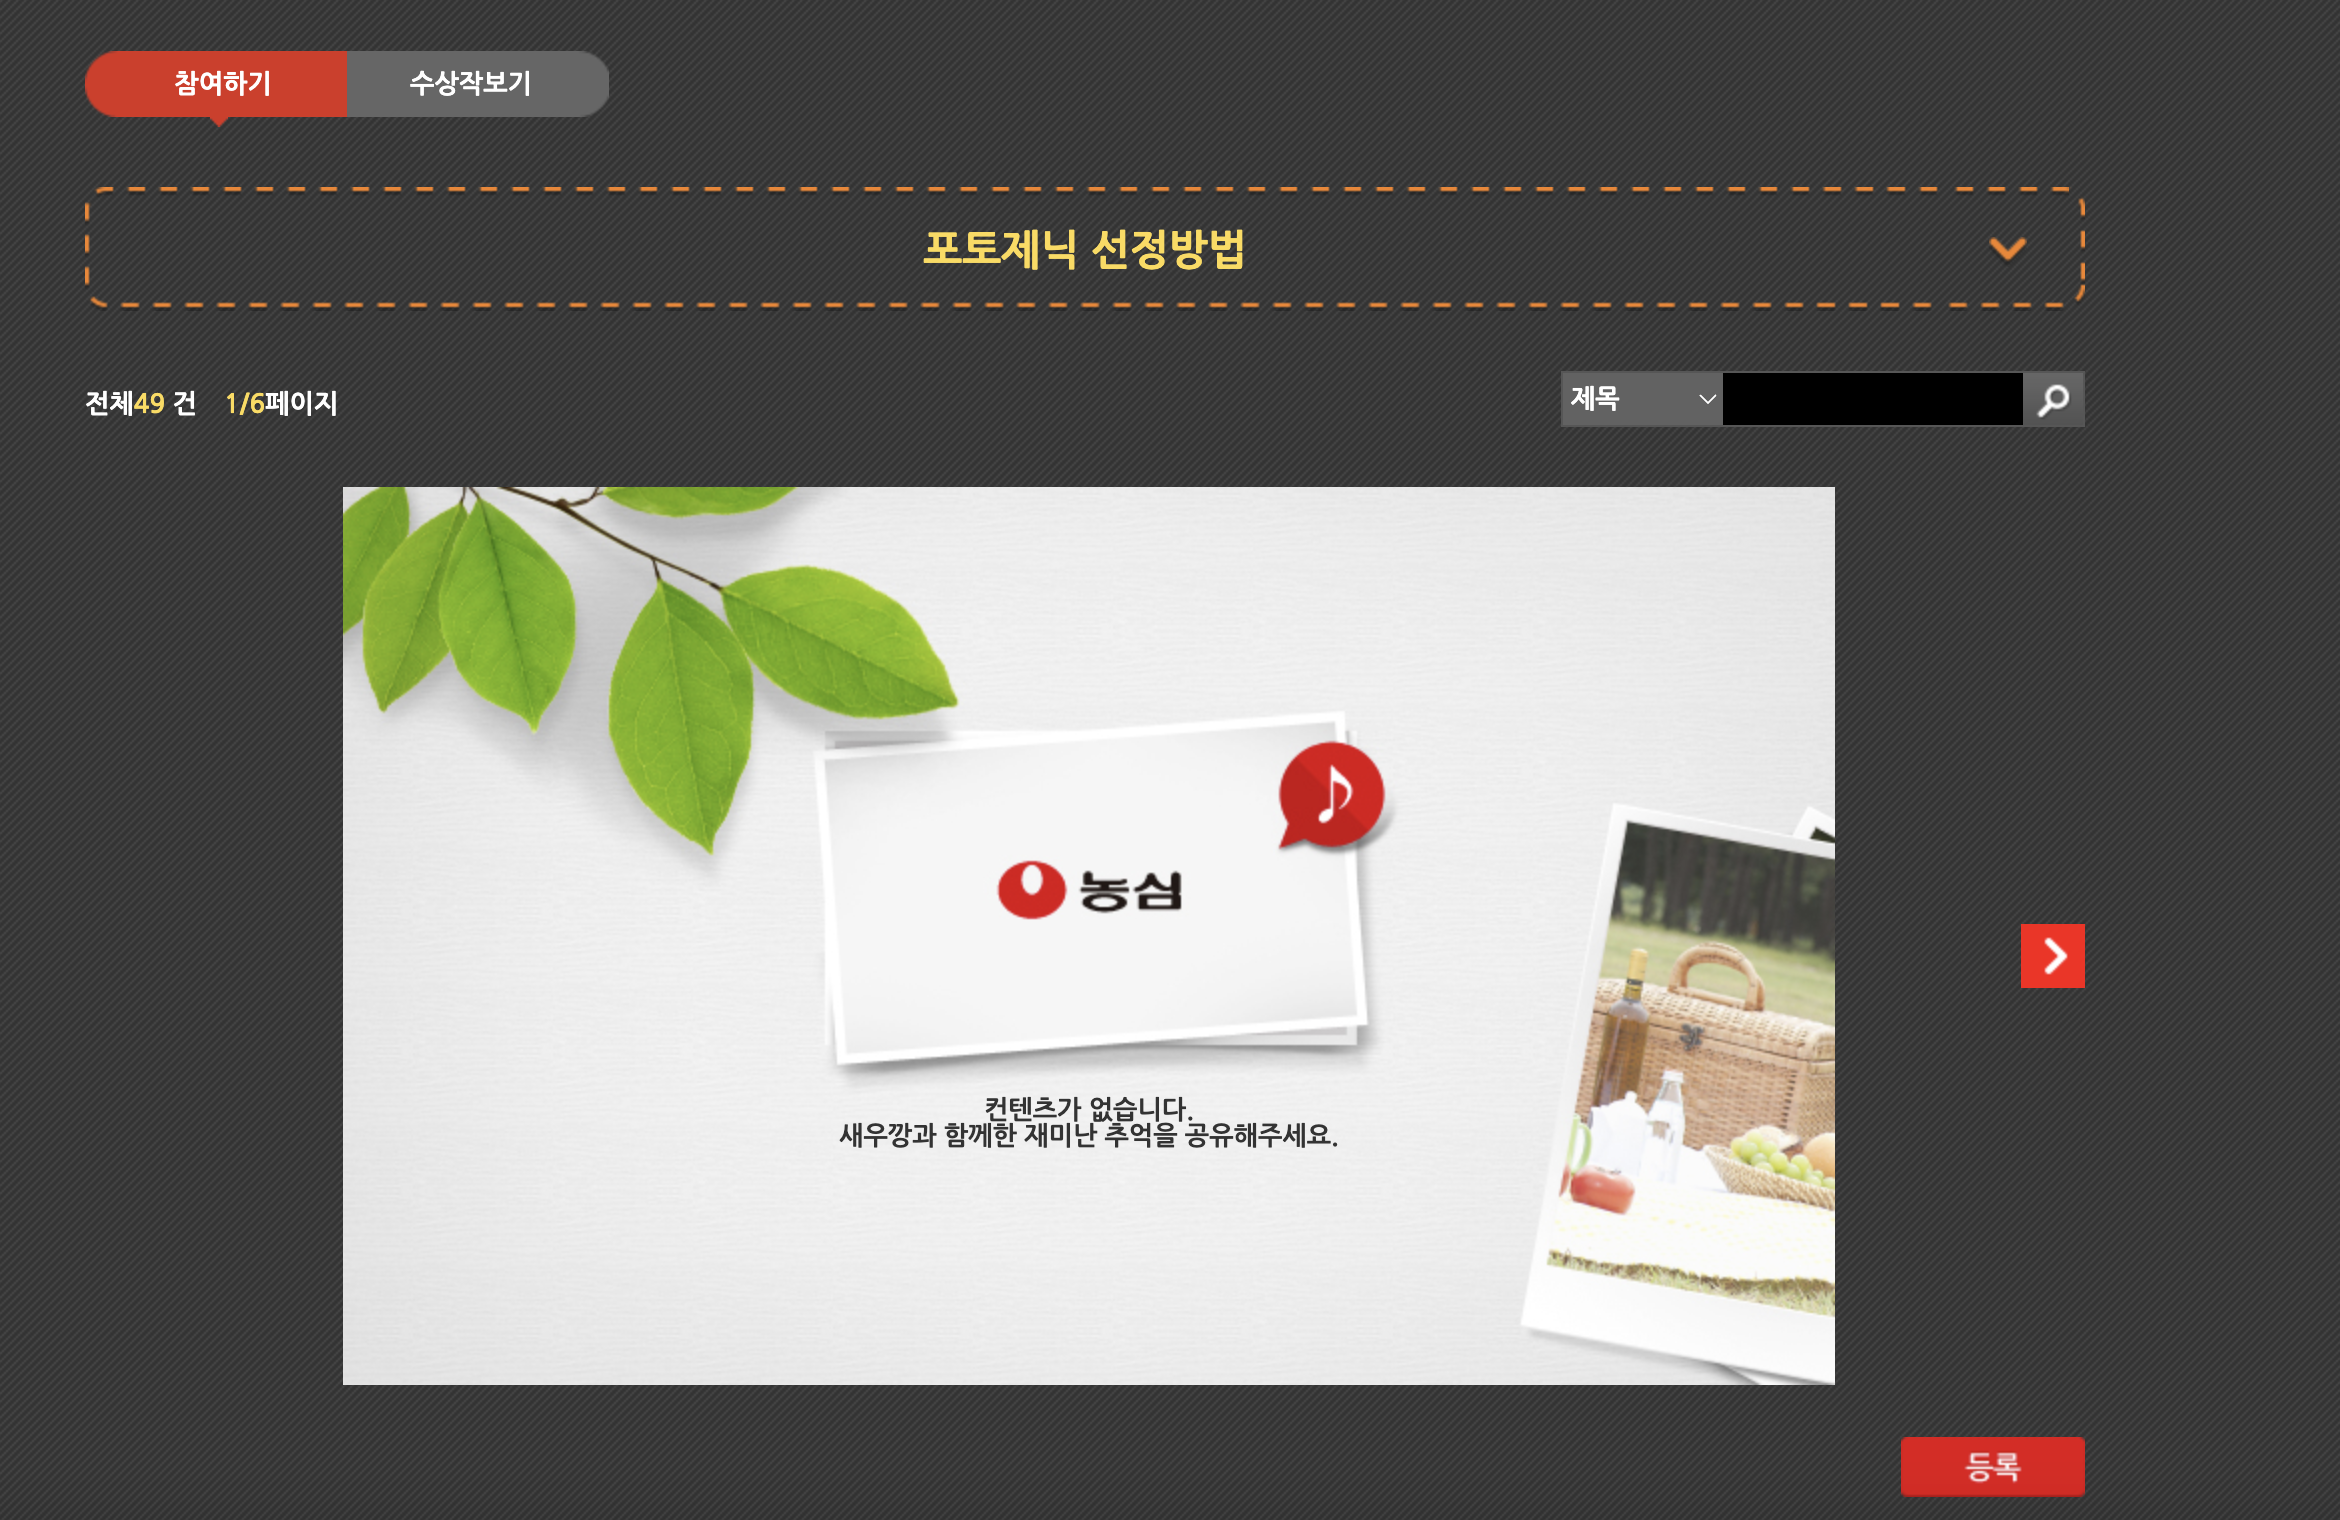 참여하기
수상작보기
포토제닉 선정방법
전체49 건 1/6페이지
제목
농심
컨텐츠가 없습니다.
새우깡과 함께한 재미난 추억을 공유해주세요.
등록